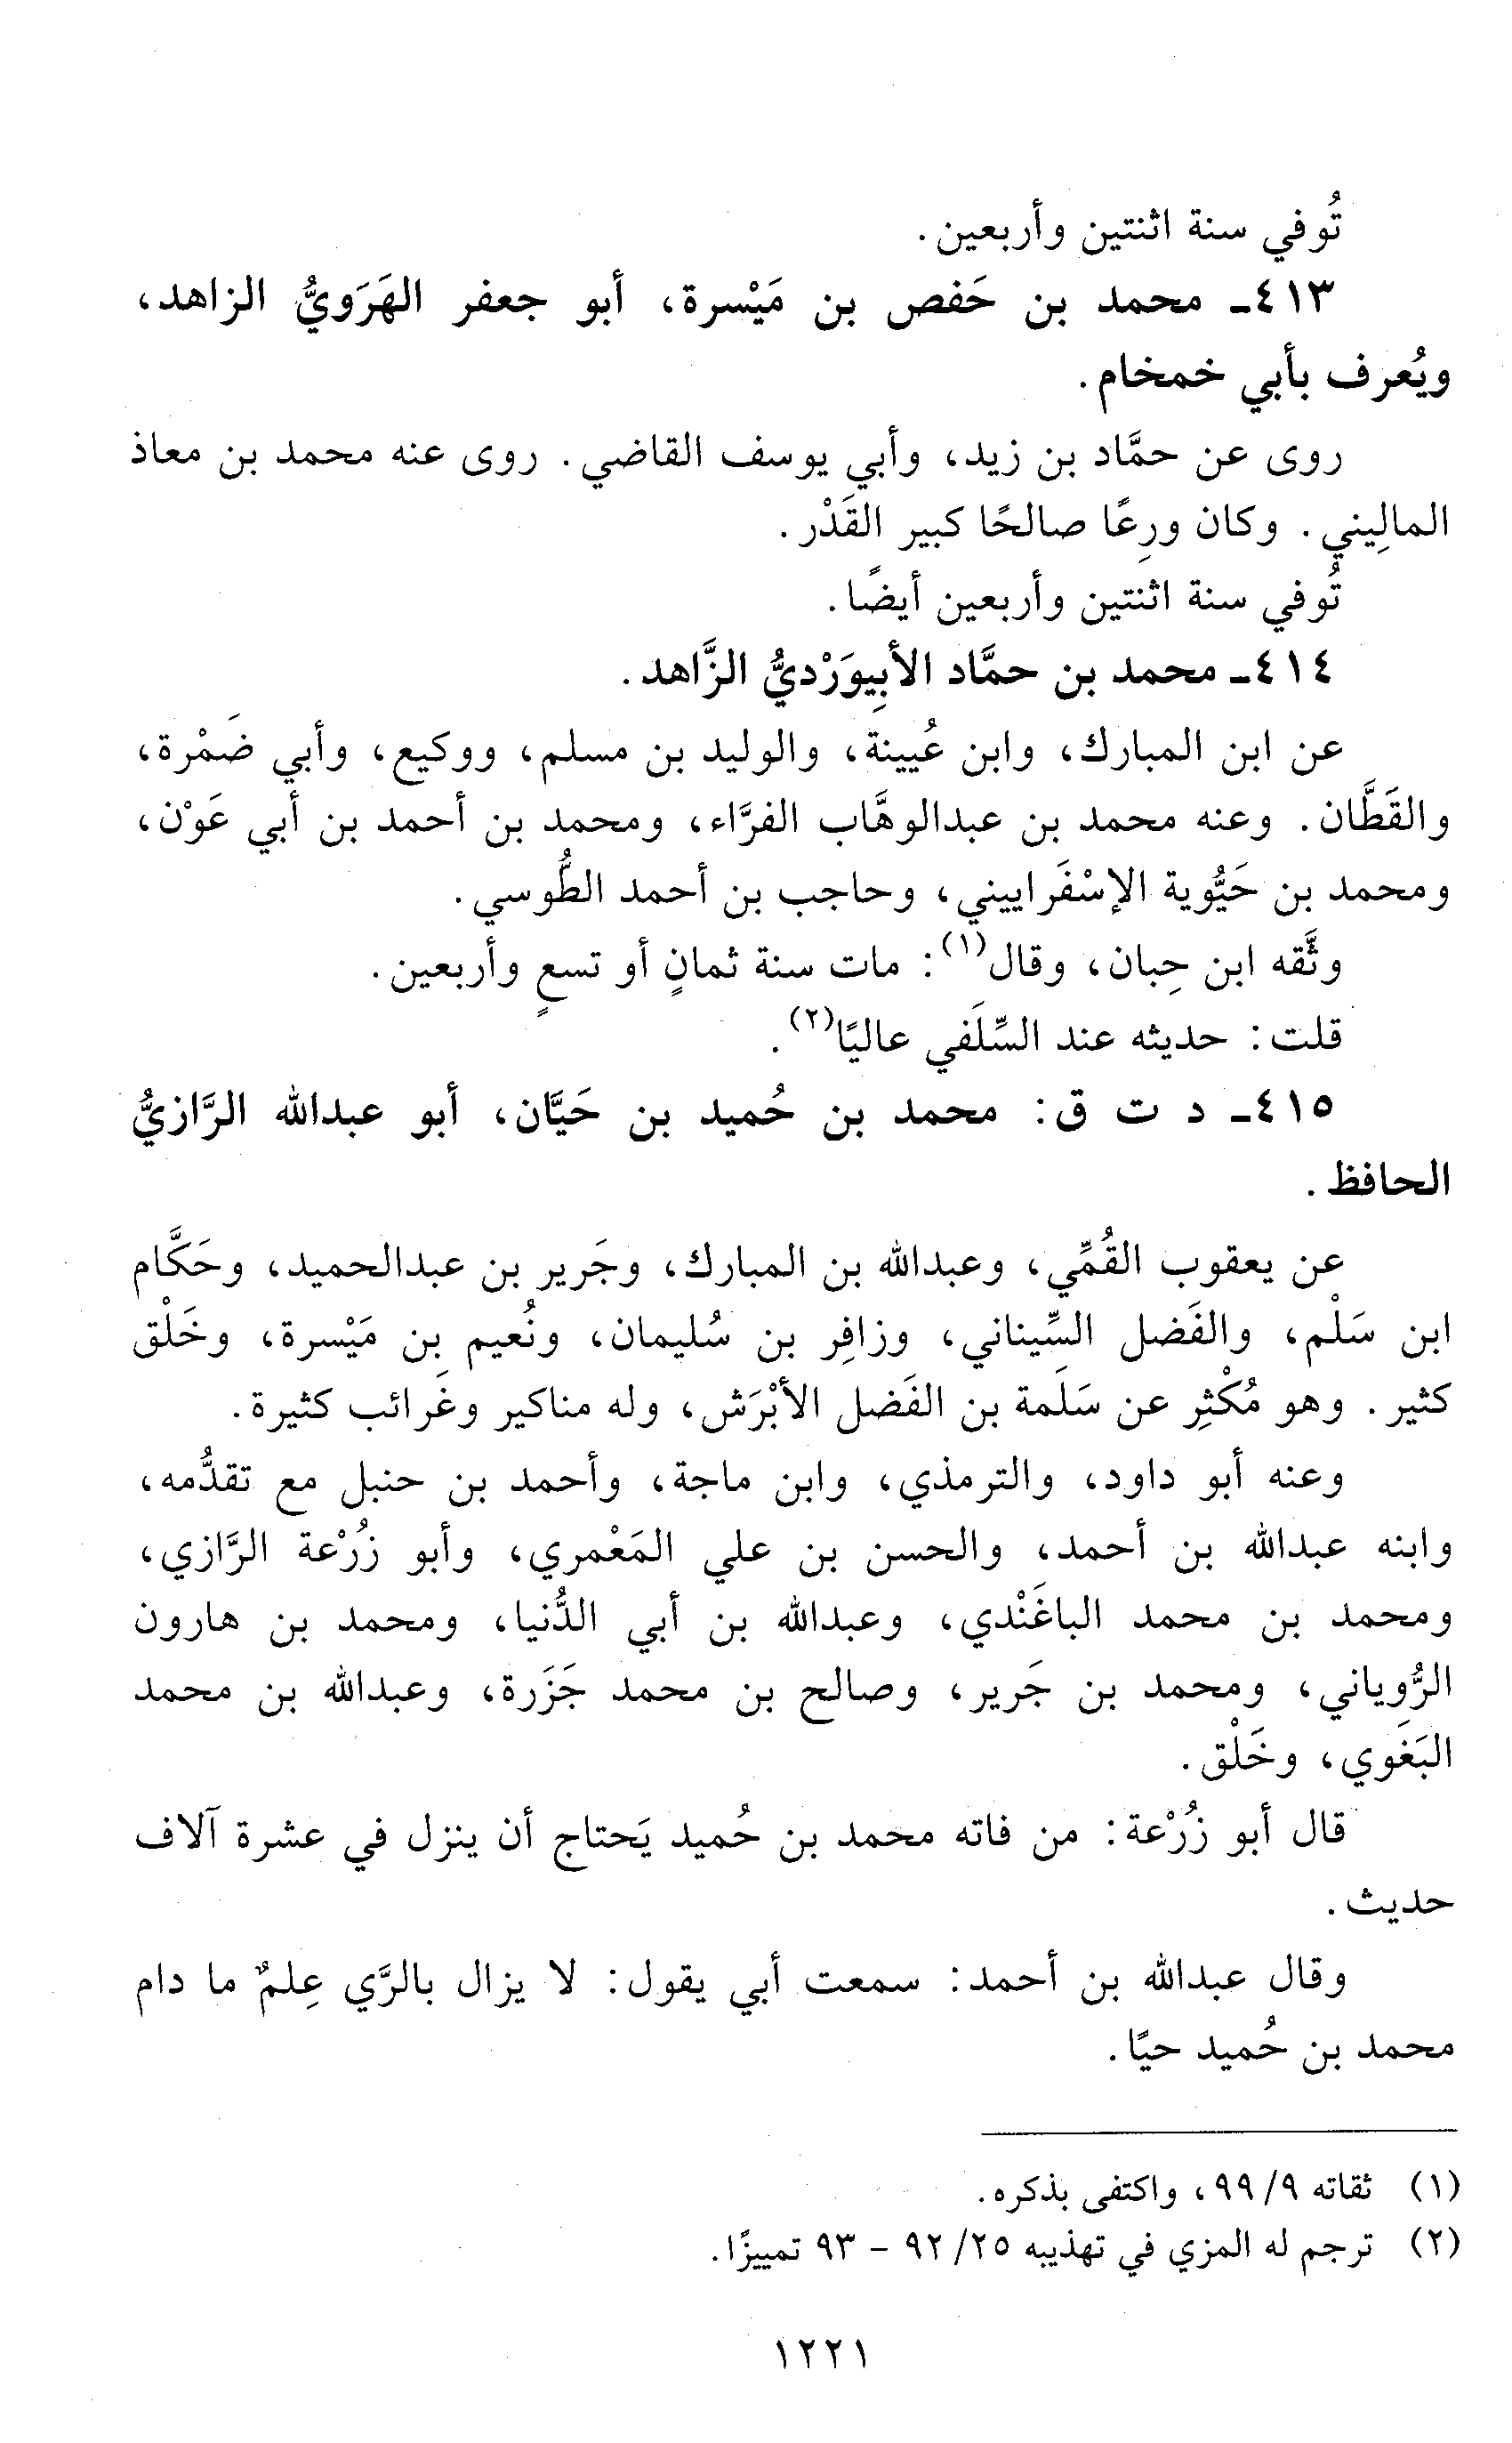 تُوفي سنة اثنتين وأربعين.
٤١٣ـ محمد بن حَفص بن مَيْسرة، أبو جعفر الهَرَويُّ الزاهد،
ويُعرف بأبي خمخام.
روى عن حمَّاد بن زيد، وأبي يوسف القاضي. روى عنه محمد بن معاذ
المالِيني. وكان ورِعًا صالحًا كبير القَدْر.
تُوفي سنة اثنتين وأربعين أيضًا.
٤١٤ـ محمد بن حمَّاد الأبِيوَرْديُّ الزَّاهد.
عن ابن المبارك، وابن عُيينة، والوليد بن مسلم، ووكيع، وأبي ضَمْرة،
والقَطَّان. وعنه محمد بن عبدالوهَّاب الفرَّاء، ومحمد بن أحمد بن أبي عَوْن،
ومحمد بن حَيُّوية الإسْفَراييني، وحاجب بن أحمد الطُّوسي.
وثَّقه ابن حِبان، وقال(١): مات سنة ثمانٍ أو تسعٍ وأربعين.
قلت: حديثه عند السِّلَفي عاليًا(٢).
٤١٥ـ د ت ق: محمد بن حُميد بن حَيَّان، أبو عبدالله الرَّازيُّ
الحافظ.
عن يعقوب القُمِّي، وعبدالله بن المبارك، وجَرير بن عبدالحميد، وحَكَّام
ابن سَلْم، والفَضل السِّيناني، وزافِر بن سُليمان، ونُعيم بن مَيْسرة، وخَلْق
كثير. وهو مُكْثِر عن سَلَمة بن الفَضل الأبْرَش، وله مناكير وغَرائب كثيرة.
وعنه أبو داود، والترمذي، وابن ماجة، وأحمد بن حنبل مع تقدُّمه،
وابنه عبدالله بن أحمد، والحسن بن علي المَعْمري، وأبو زُرْعة الرَّازي،
ومحمد بن محمد الباغَنْدي، وعبدالله بن أبي الدُّنيا، ومحمد بن هارون
الرُّوياني، ومحمد بن جَرير، وصالح بن محمد جَزَرة، وعبدالله بن محمد
البَغَوي، وخَلْق.
قال أبو زُرْعة: من فاته محمد بن حُميد يَحتاج أن ينزل في عشرة آلاف
حديث.
وقال عبدالله بن أحمد: سمعت أبي يقول: لا يزال بالرَّي عِلمٌ ما دام
محمد بن حُميد حيًا.
(١) ثقاته ٩/ ٩٩، واكتفى بذكره.
(٢) ترجم له المزي في تهذيبه ٢٥/ ٩٢ - ٩٣ تمييزًا.
١٢٢١